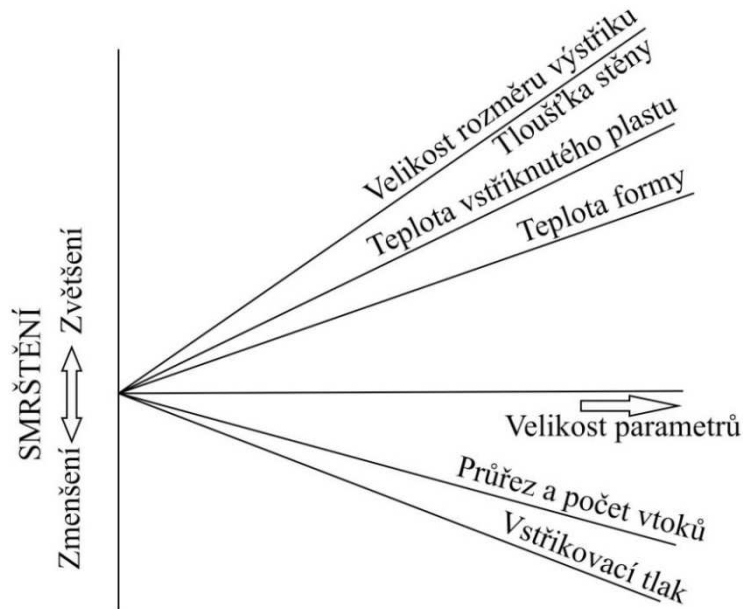 Velikost rozměru výstřiku
Tloušťka stěny
Teplota vstříknutého plastu
Teplota formy
SMRŠTĚNÍ
Zvětšení
Zmenšení
Velikost parametrů
Průřez a počet vtoků
Vstřikovací tlak